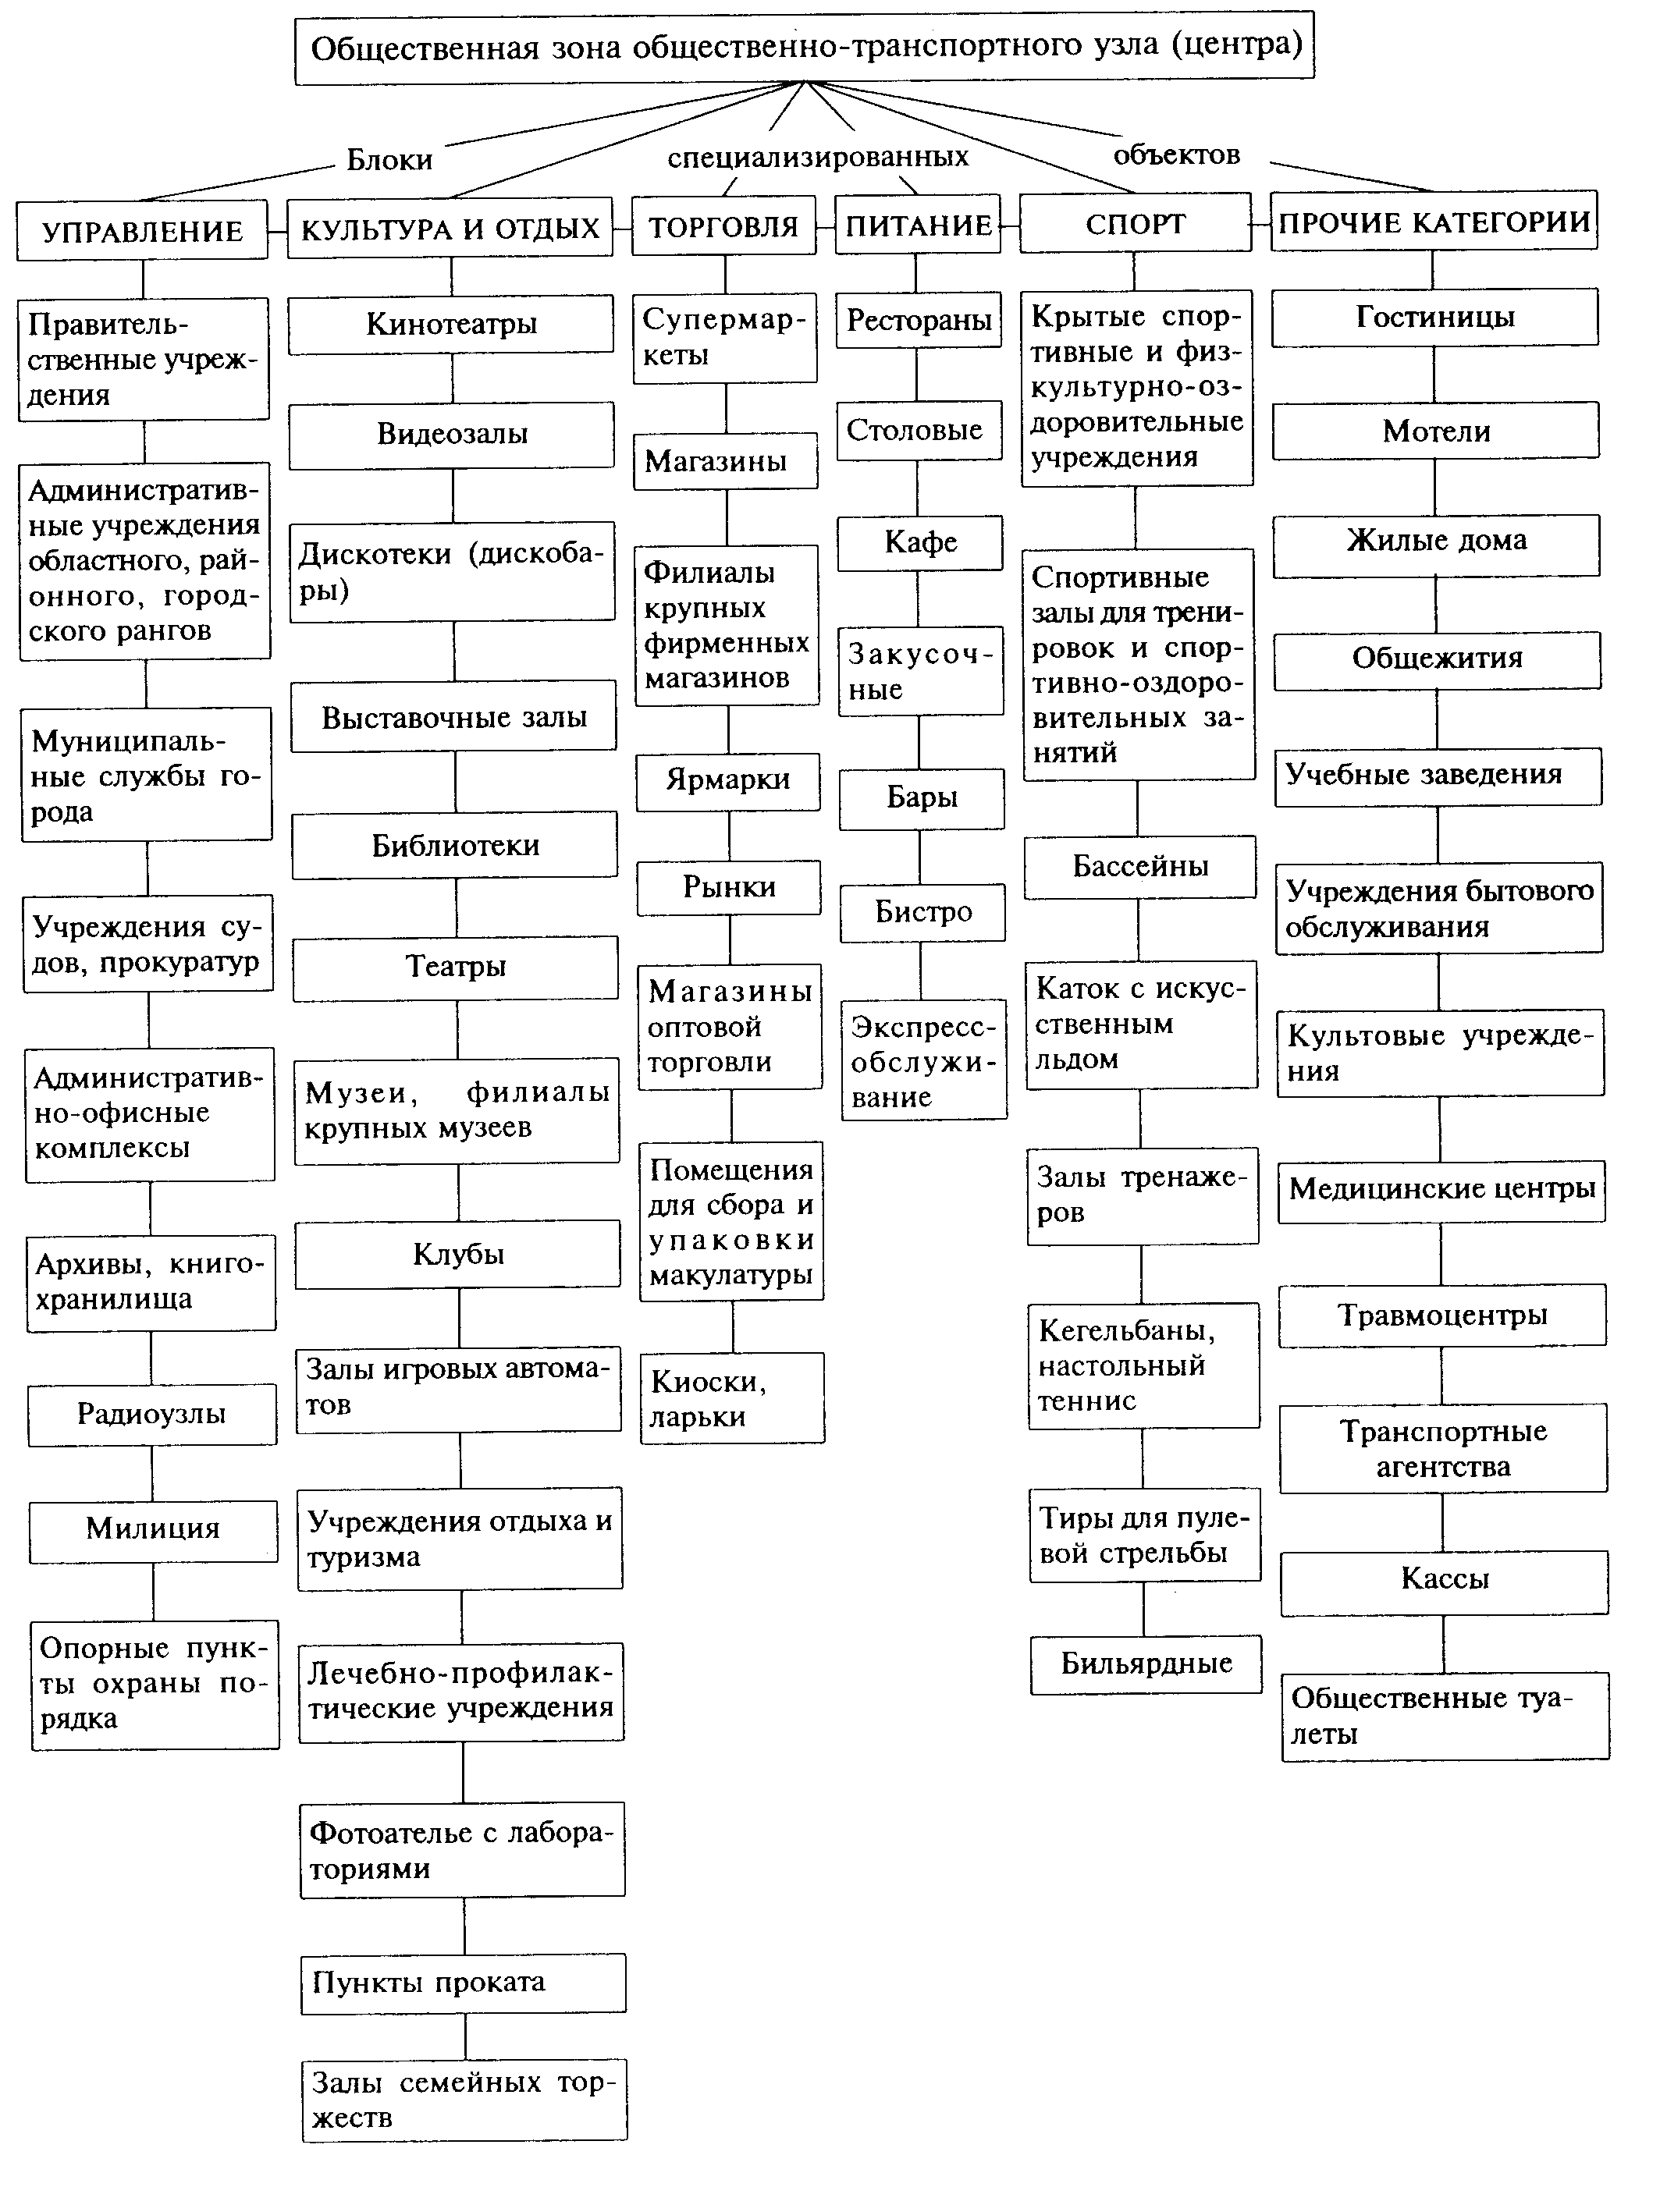 Общественная зона общественно-транспортного узла (центра)
Блоки специализированных объектов
УПРАВЛЕНИЕ
Правитель-
ственные учреж-
дения
Административ-
ные учреждения
областного, рай-
онного, город-
ского рангов
Муниципаль-
ные службы го-
рода
Учреждения су-
дов, прокуратур
Административ-
но-офисные
комплексы
Архивы, книго-
хранилища
Радиоузлы
Милиция
Опорные пунк-
ты охраны по-
рядка
КУЛЬТУРА И ОТДЫХ
Кинотеатры
Видеозалы
Дискотеки (дискоба-
ры)
Выставочные залы
Библиотеки
Театры
Музеи, филиалы
крупных музеев
Клубы
Залы игровых автома-
тов
Учреждения отдыха и
туризма
Лечебно-профилак-
тические учреждения
Фотоателье с лабора-
ториями
Пункты проката
Залы семейных тор-
жеств
ТОРГОВЛЯ
Супермар-
кеты
Магазины
Филиалы
крупных
фирменных
магазинов
Ярмарки
Рынки
Магазины
оптовой
торговли
Помещения
для сбора и
упаковки
макулатуры
Киоски,
ларьки
ПИТАНИЕ
Рестораны
Столовые
Кафе
Закусоч-
ные
Бары
Бистро
Экспресс-
обслужи-
вание
СПОРТ
Крытые спор-
тивные и физ-
культурно-оз-
доровительные
учреждения
Спортивные
залы для трени-
ровок и спор-
тивно-оздоро-
вительных за-
нятий
Бассейны
Каток с искус-
ственным
льдом
Залы тренаже-
ров
Кегельбаны,
настольный
теннис
Тиры для пуле-
вой стрельбы
Бильярдные
ПРОЧИЕ КАТЕГОРИИ
Гостиницы
Мотели
Жилые дома
Общежития
Учебные заведения
Учреждения бытового
обслуживания
Культовые учрежде-
ния
Медицинские центры
Травмоцентры
Транспортные
агентства
Кассы
Общественные туа-
леты